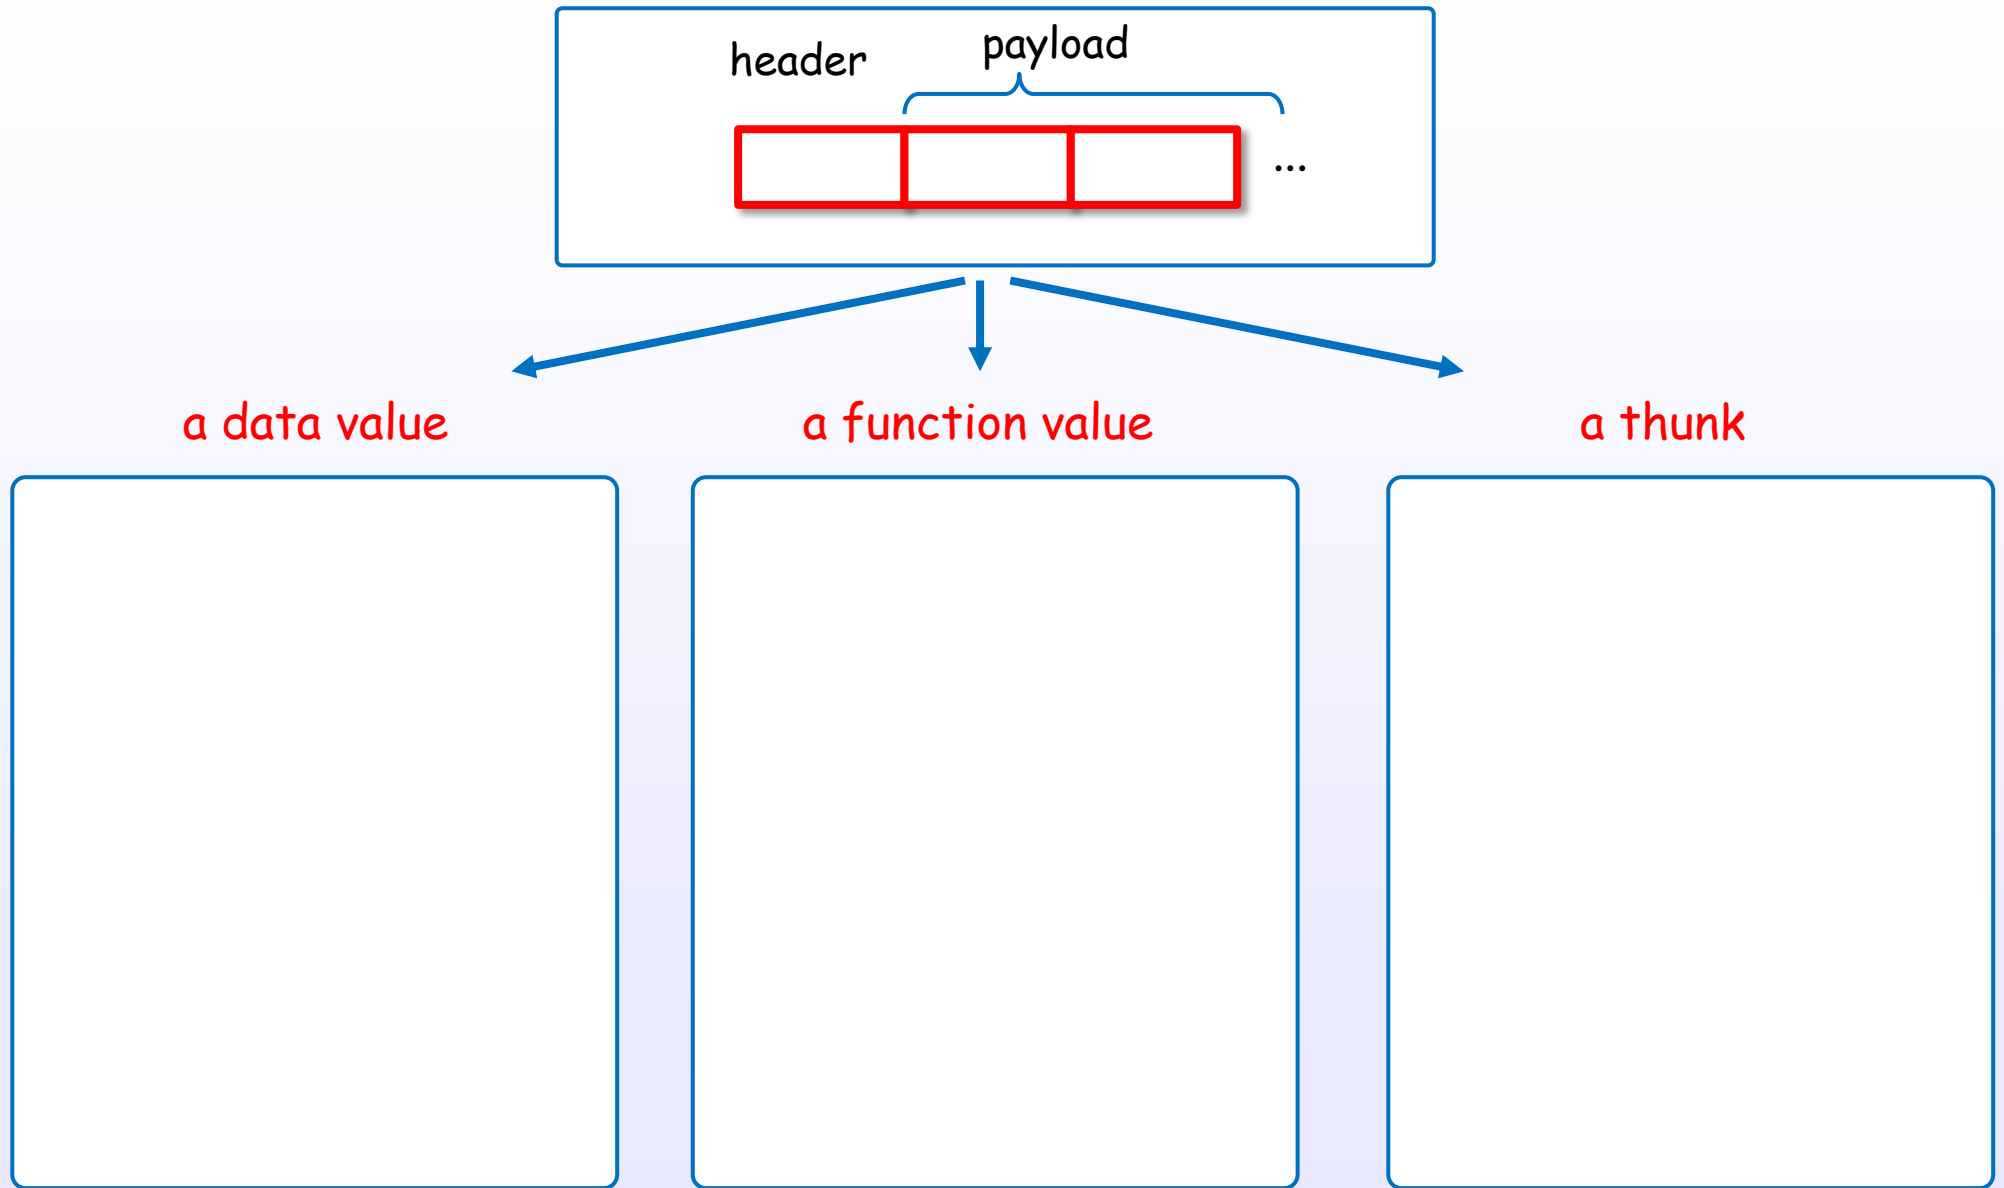 header
payload
...
a data value
a function value
a thunk